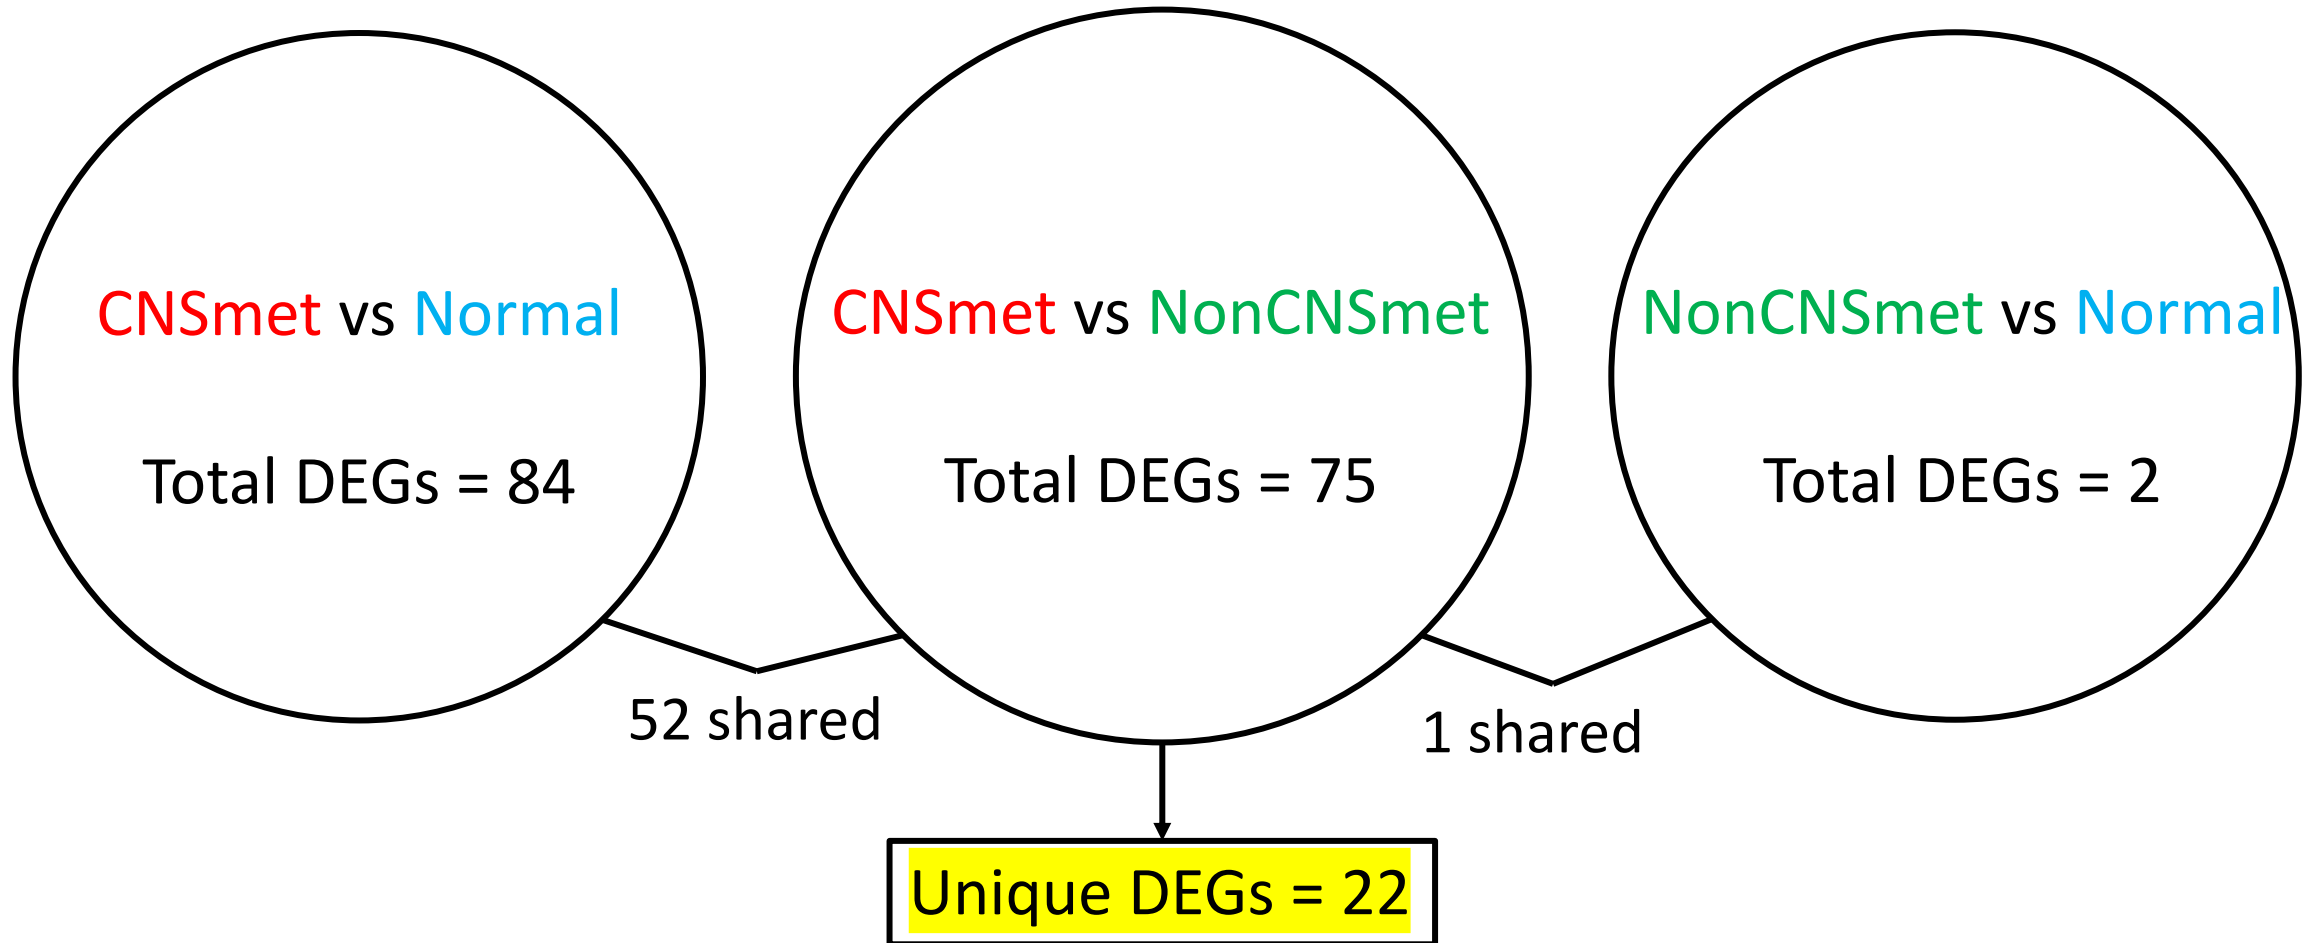 CNSmet vs Normal
Total DEGs = 84
CNSmet vs NonCNSmet
Total DEGs = 75
NonCNSmet vs Normal
Total DEGs = 2
52 shared
1 shared
Unique DEGs = 22